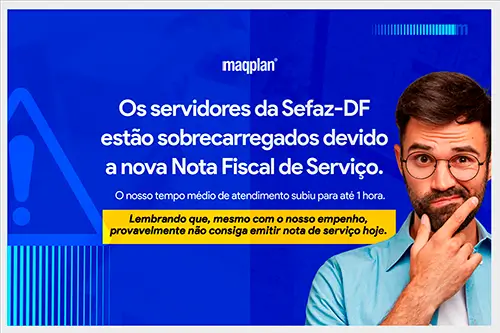 maqplan®
Os servidores da Sefaz-DF
estão sobrecarregados devido
a nova Nota Fiscal de Serviço.
O nosso tempo médio de atendimento subiu para até 1 hora.
Lembrando que, mesmo com o nosso empenho,
provavelmente não consiga emitir nota de serviço hoje.